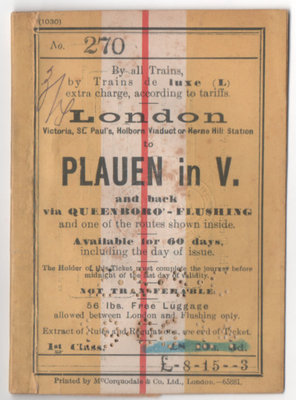 (1030)
No. 270
By all Trains,
by Trains de luxe (L)
extra charge, according to tariffs.
London
Victoria, St. Paul's, Holborn Viaduct or Herne Hill Station
to
PLAUEN in V.
and back
via QUEENBORO'-FLUSHING
and one of the routes shown inside.
Available for 60 days,
including the day of issue.
The Holder of this Ticket must complete the journey before
midnight of the last day of validity.
NOT TRANSFERABLE.
56 lbs. Free Luggage
allowed between London and Flushing only.
Extract of Rules and Regulations, see end of Ticket.
1st Class.
£-8-15--3
Printed by McCorquodale & Co. Ltd., London.